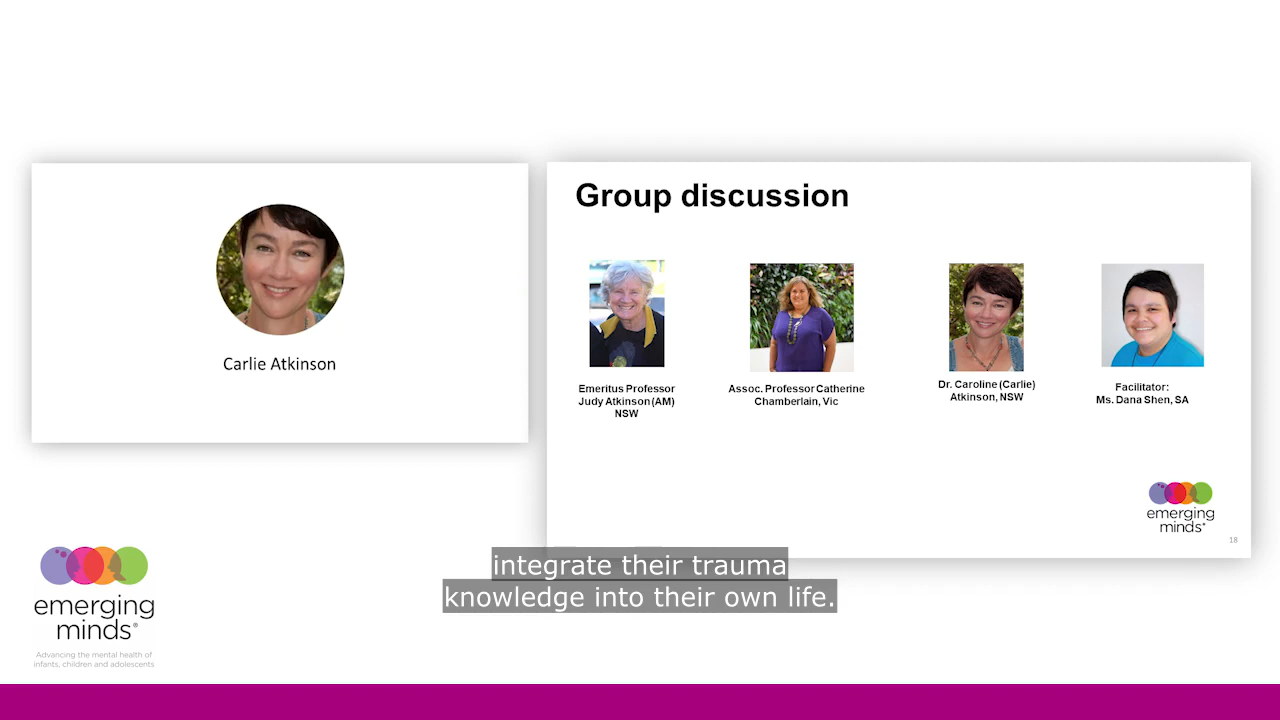 Carlie Atkinson
Group discussion
Emeritus Professor
Judy Atkinson (AM)
NSW
Assoc. Professor Catherine
Chamberlain, Vic
Dr. Caroline (Carlie)
Atkinson, NSW
Facilitator:
Ms. Dana Shen, SA
emerging
minds®
18
integrate their trauma
knowledge into their own life.
emerging
minds®
Advancing the mental health of
infants, children and adolescents